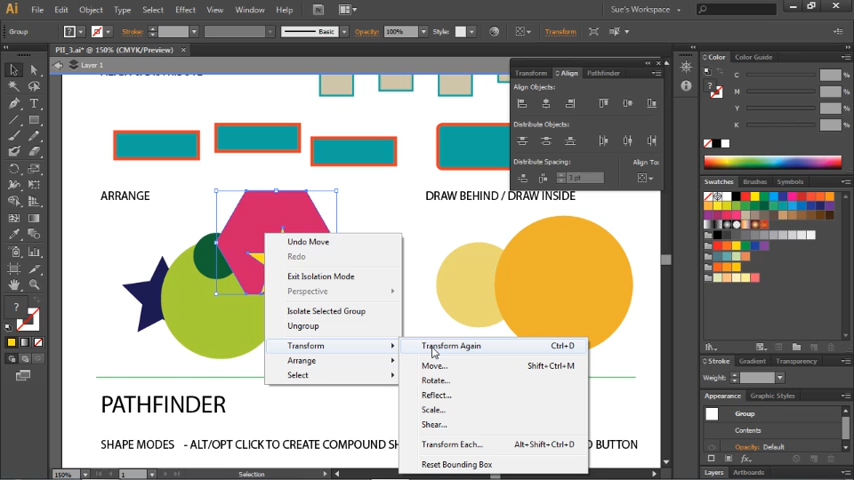 Ai File Edit Object Type Select Effect View Window Help Br Sue's Workspace
Group Stroke: Basic Opacity: 100% Style: Transform
PII_3.ai* @ 150% (CMYK/Preview) ×
Layer 1
Transform Align Pathfinder
Align Objects:
Distribute Objects:
Distribute Spacing: Align To:
3 pt
Color Color Guide
C %
M %
Y %
K %
Swatches Brushes Symbols
ARRANGE
DRAW BEHIND / DRAW INSIDE
Undo Move
Redo
Exit Isolation Mode
Perspective
Isolate Selected Group
Ungroup
Transform
Arrange
Select
Transform Again Ctrl+D
Move... Shift+Ctrl+M
Rotate...
Reflect...
Scale...
Shear...
Transform Each... Alt+Shift+Ctrl+D
Reset Bounding Box
PATHFINDER
SHAPE MODES - ALT/OPT CLICK TO CREATE COMPOUND SH
D BUTTON
Stroke Gradient Transparency
Weight:
Appearance Graphic Styles
Group
Contents
Opacity: Default
Layers Artboards
150% 1 Selection